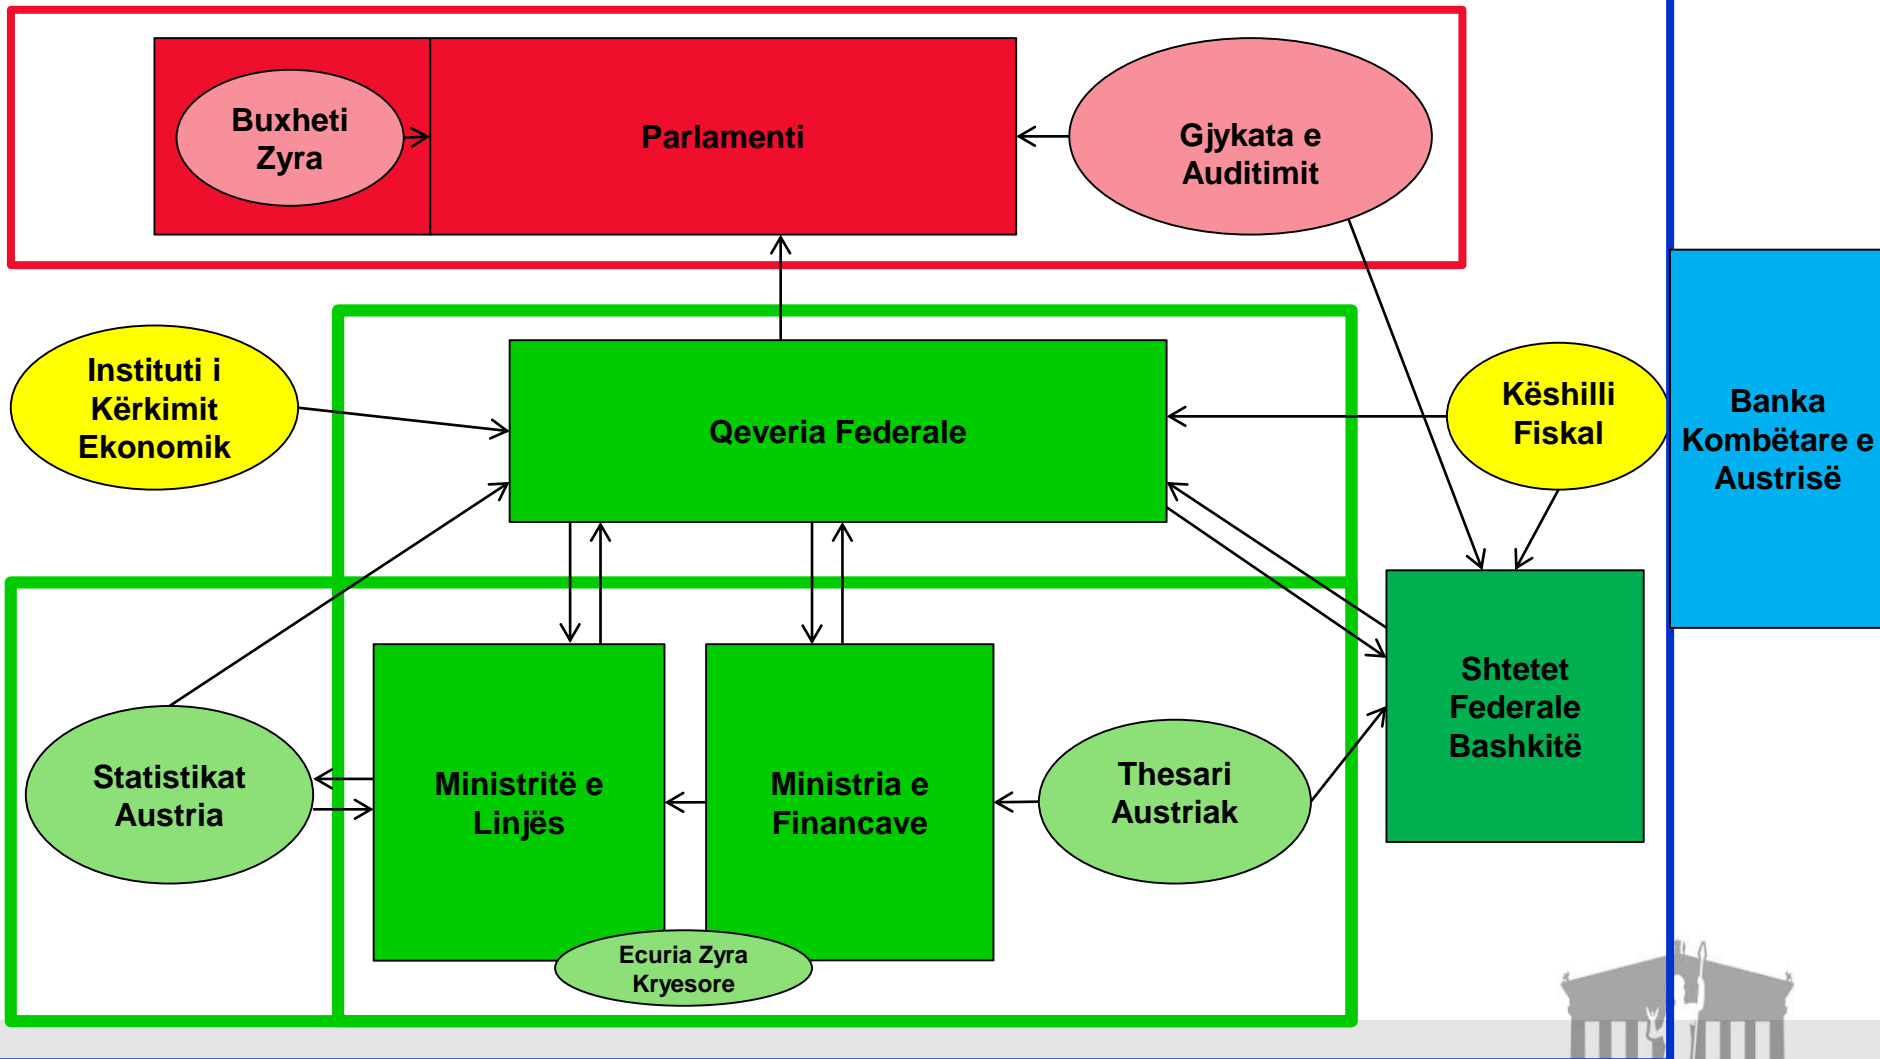 Buxheti
Zyra
Parlamenti
Gjykata e
Auditimit
Instituti i
Kërkimit
Ekonomik
Qeveria Federale
Këshilli
Fiskal
Banka
Kombëtare e
Austrisë
Statistikat
Austria
Ministritë e
Linjës
Ministria e
Financave
Thesari
Austriak
Shtetet
Federale
Bashkitë
Ecuria Zyra
Kryesore